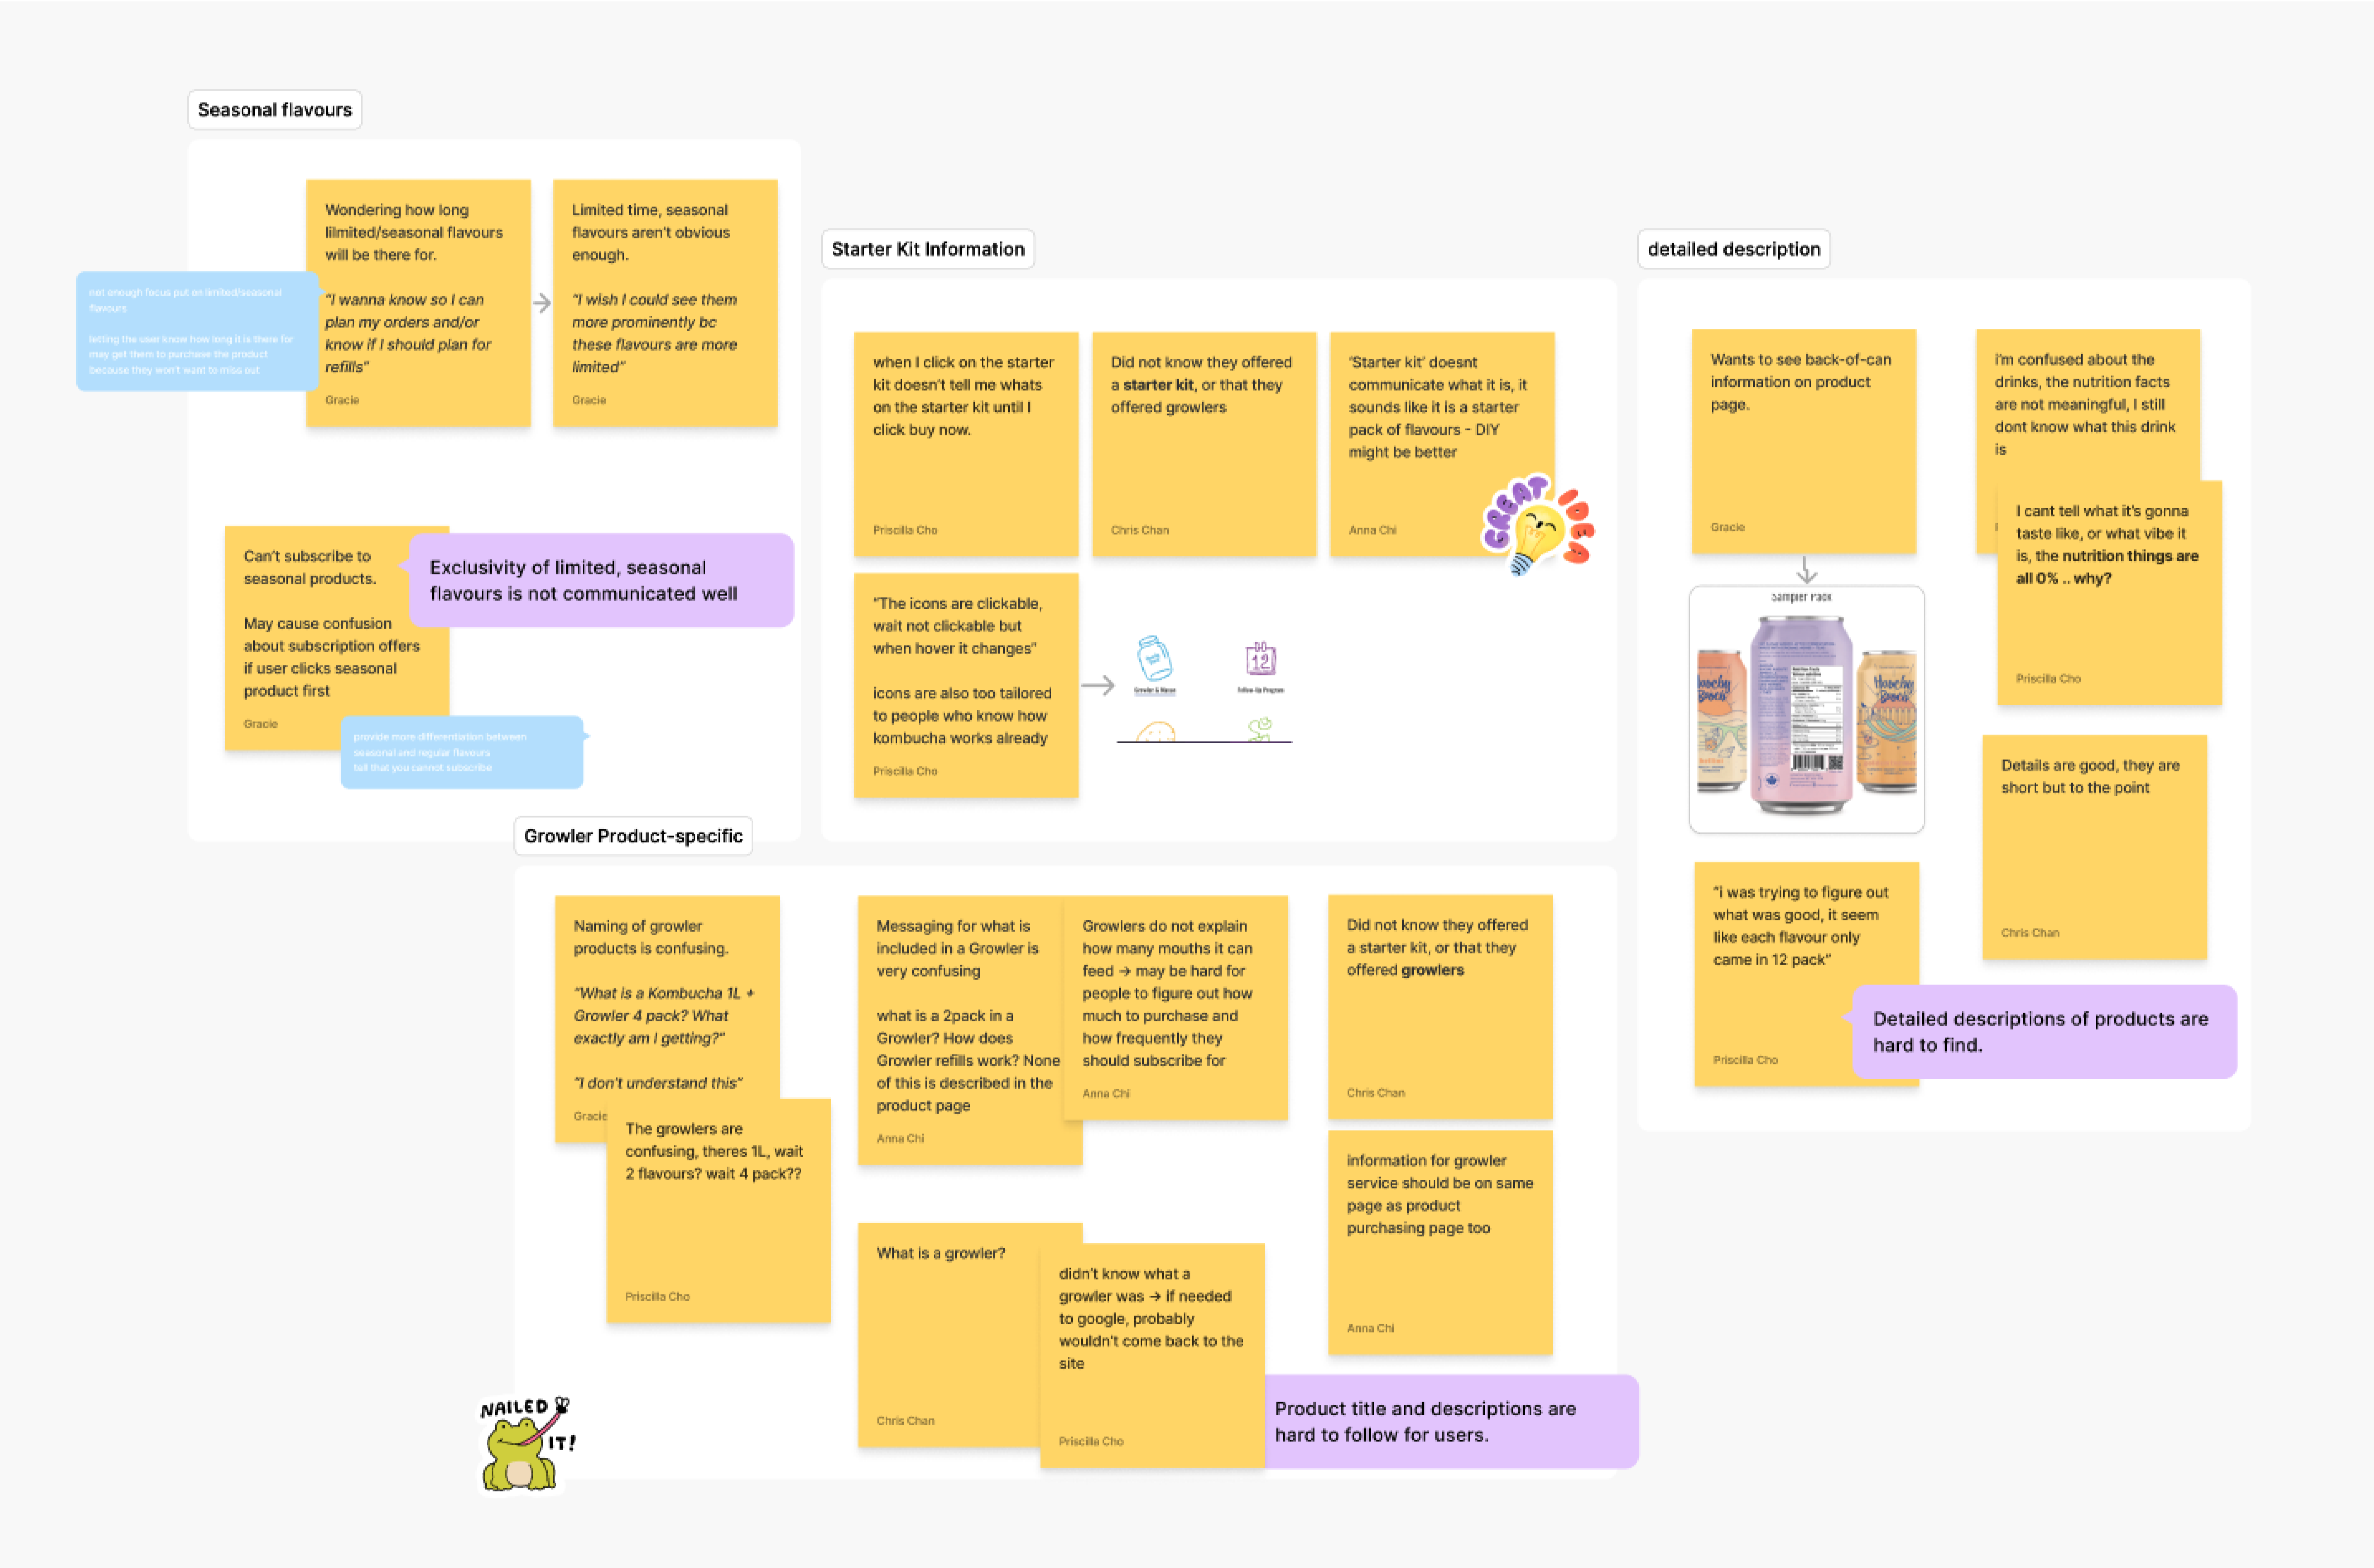 Seasonal flavours
Wondering how long
lilmited/seasonal flavours
will be there for.
"I wanna know so I can
plan my orders and/or
know if I should plan for
refills"
Gracie
Limited time, seasonal
flavours aren't obvious
enough.
"I wish I could see them
more prominently bc
these flavours are more
limited"
Gracie
not enough focus put on limited/seasonal
flavours
letting the user know how long it is there for
may get them to purchase the product
because they won't want to miss out
Can't subscribe to
seasonal products.
May cause confusion
about subscription offers
if user clicks seasonal
product first
Gracie
Exclusivity of limited, seasonal
flavours is not communicated well
provide more differentiation between
seasonal and regular flavours
tell that you cannot subscribe
Starter Kit Information
when I click on the starter
kit doesn't tell me whats
on the starter kit until I
click buy now.
Priscilla Cho
Did not know they offered
a starter kit, or that they
offered growlers
Chris Chan
'Starter kit' doesnt
communicate what it is, it
sounds like it is a starter
pack of flavours - DIY
might be better
Anna Chi
GREAT IDEA
"The icons are clickable,
wait not clickable but
when hover it changes"
icons are also too tailored
to people who know how
kombucha works already
Priscilla Cho
12
Growler & Manual
Follow-Up Program
detailed description
Wants to see back-of-can
information on product
page.
Gracie
i'm confused about the
drinks, the nutrition facts
are not meaningful, I still
dont know what this drink
is
I cant tell what it's gonna
taste like, or what vibe it
is, the nutrition things are
all 0% .. why?
Priscilla Cho
Sampler Pack
Hoochy
Booch
Nutrition Facts
Hoochy
Booch
Details are good, they are
short but to the point
Chris Chan
"i was trying to figure out
what was good, it seem
like each flavour only
came in 12 pack"
Priscilla Cho
Detailed descriptions of products are
hard to find.
Growler Product-specific
Naming of growler
products is confusing.
"What is a Kombucha 1L +
Growler 4 pack? What
exactly am I getting?"
"I don't understand this"
Gracie
The growlers are
confusing, theres 1L, wait
2 flavours? wait 4 pack??
Priscilla Cho
Messaging for what is
included in a Growler is
very confusing
what is a 2pack in a
Growler? How does
Growler refills work? None
of this is described in the
product page
Anna Chi
Growlers do not explain
how many mouths it can
feed → may be hard for
people to figure out how
much to purchase and
how frequently they
should subscribe for
Anna Chi
Did not know they offered
a starter kit, or that they
offered growlers
Chris Chan
What is a growler?
Chris Chan
didn't know what a
growler was → if needed
to google, probably
wouldn't come back to the
site
Priscilla Cho
information for growler
service should be on same
page as product
purchasing page too
Anna Chi
Product title and descriptions are
hard to follow for users.
NAILED
IT!